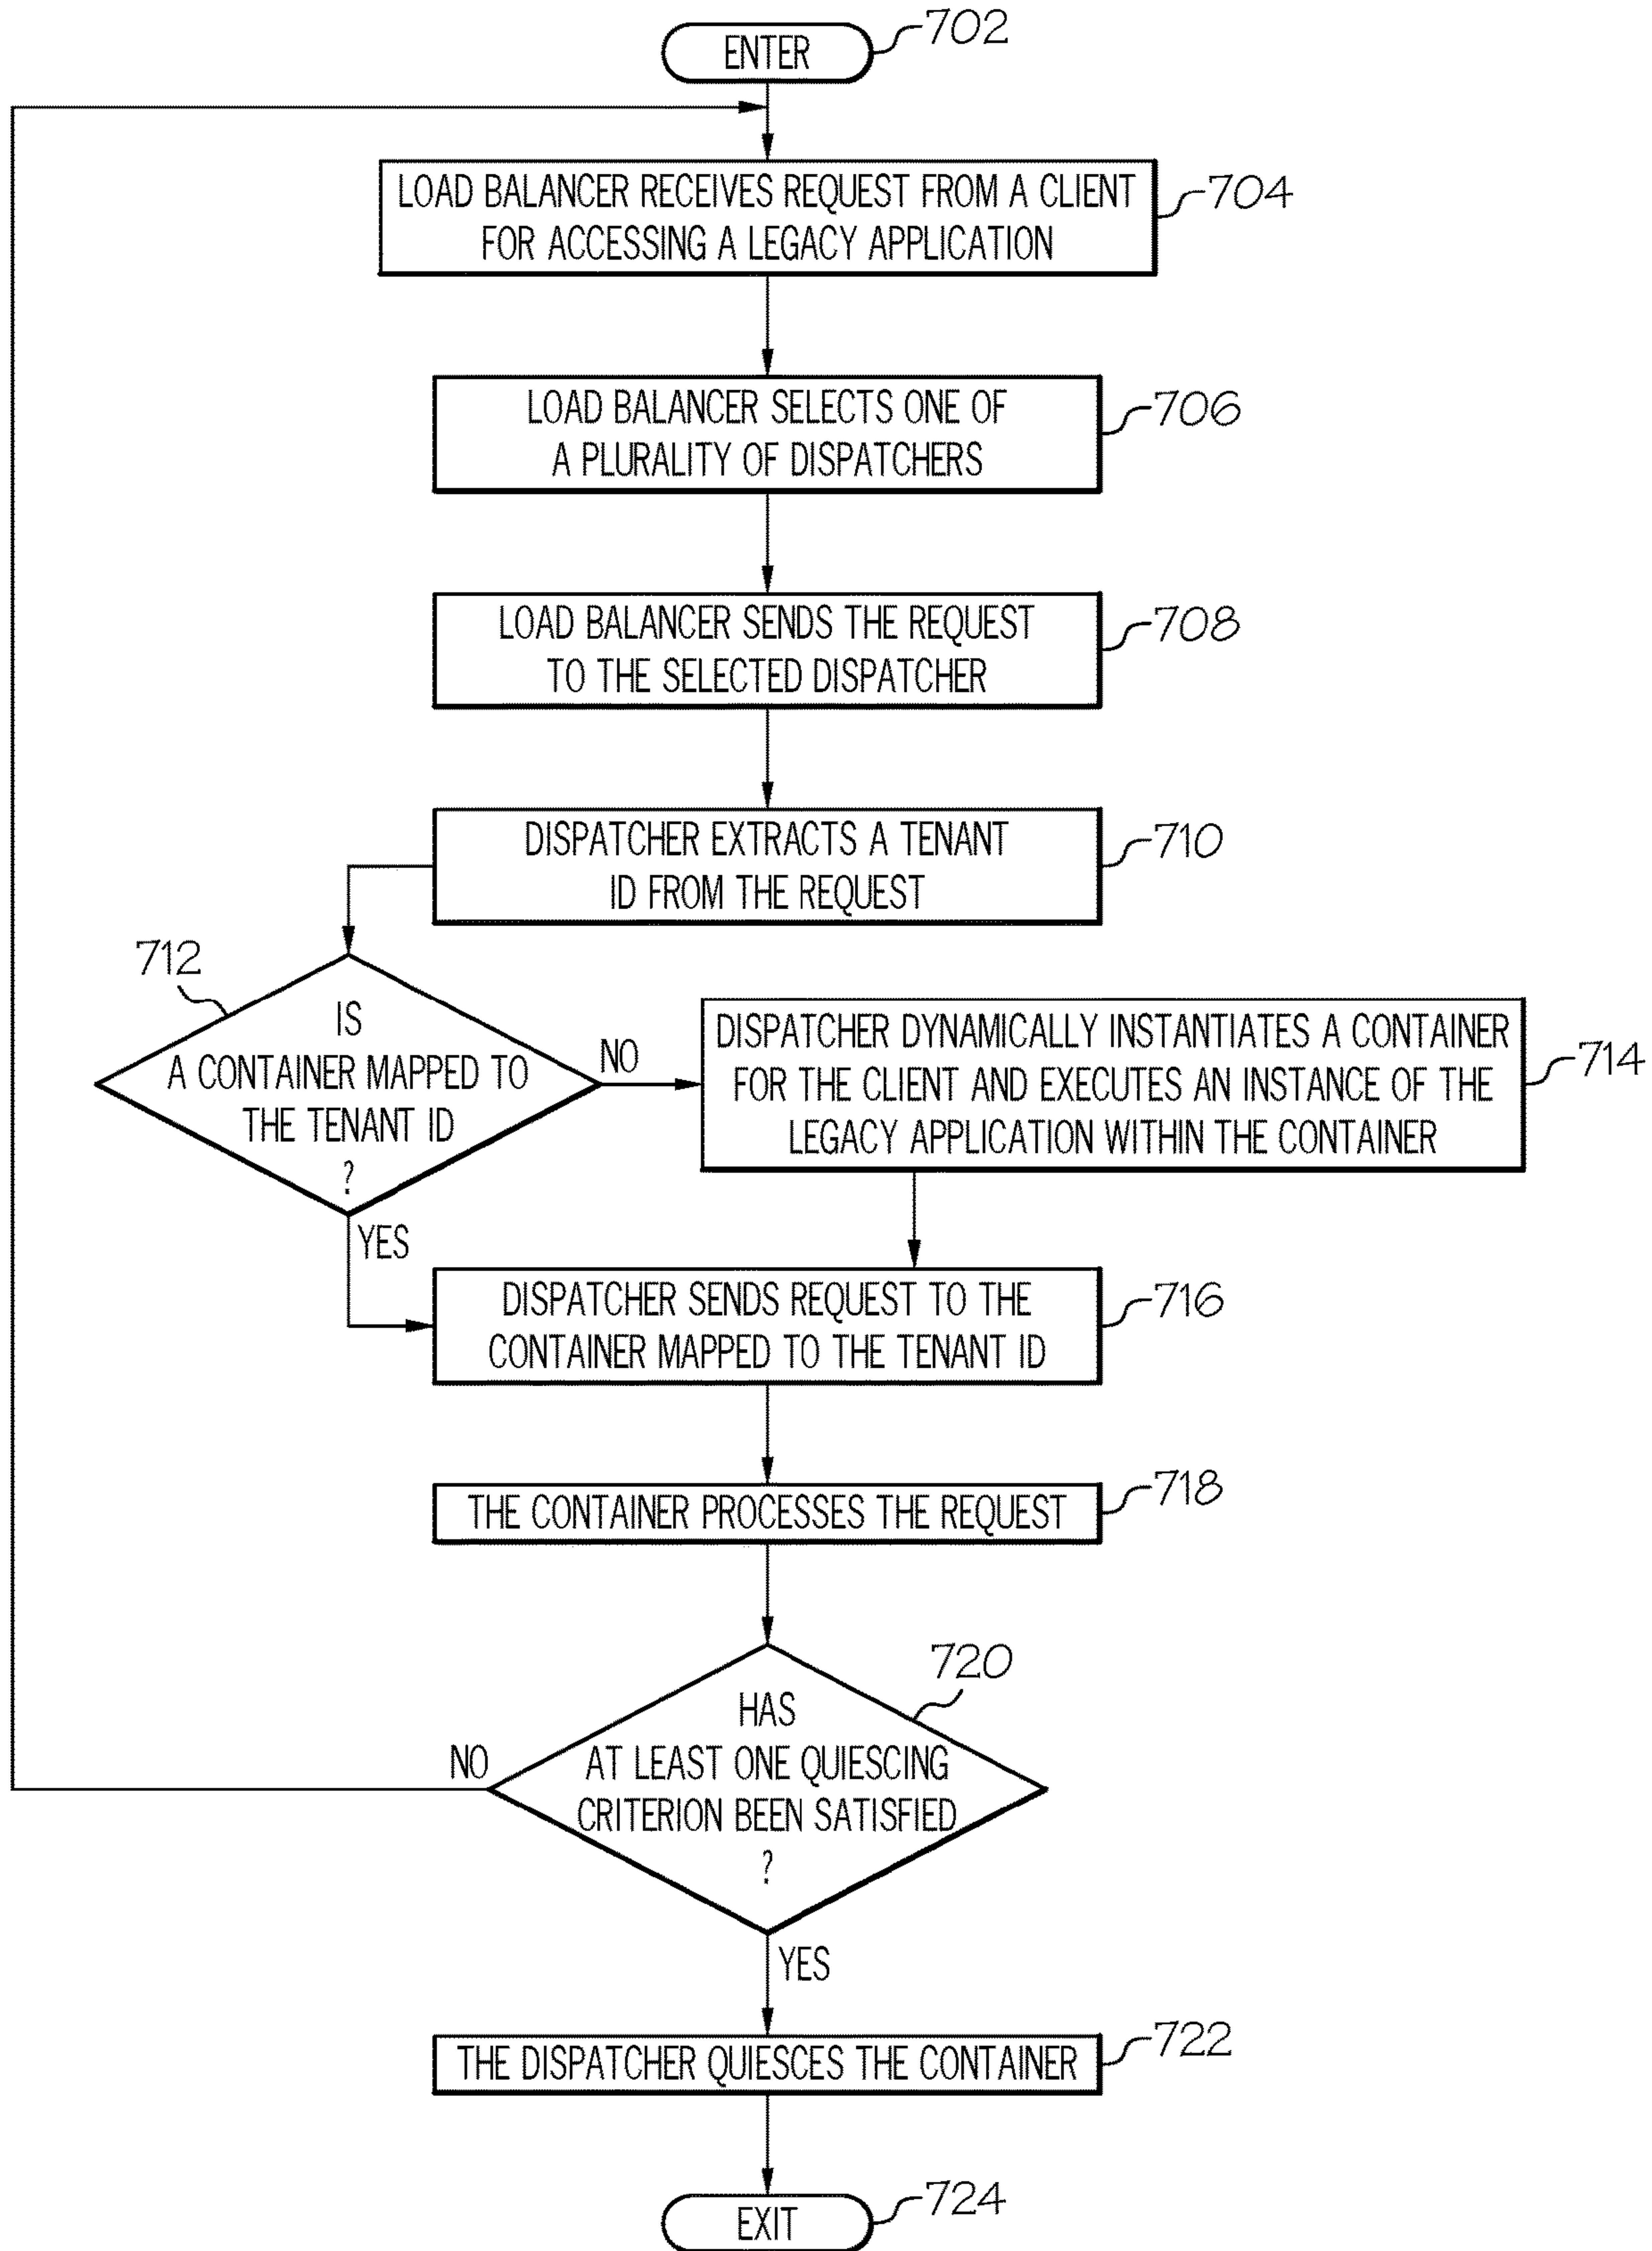 ENTER
702
LOAD BALANCER RECEIVES REQUEST FROM A CLIENT
FOR ACCESSING A LEGACY APPLICATION
704
LOAD BALANCER SELECTS ONE OF
A PLURALITY OF DISPATCHERS
706
LOAD BALANCER SENDS THE REQUEST
TO THE SELECTED DISPATCHER
708
DISPATCHER EXTRACTS A TENANT
ID FROM THE REQUEST
710
712
IS
A CONTAINER MAPPED TO
THE TENANT ID
?
NO
YES
DISPATCHER DYNAMICALLY INSTANTIATES A CONTAINER
FOR THE CLIENT AND EXECUTES AN INSTANCE OF THE
LEGACY APPLICATION WITHIN THE CONTAINER
714
DISPATCHER SENDS REQUEST TO THE
CONTAINER MAPPED TO THE TENANT ID
716
THE CONTAINER PROCESSES THE REQUEST
718
720
HAS
AT LEAST ONE QUIESCING
CRITERION BEEN SATISFIED
?
NO
YES
THE DISPATCHER QUIESCES THE CONTAINER
722
EXIT
724